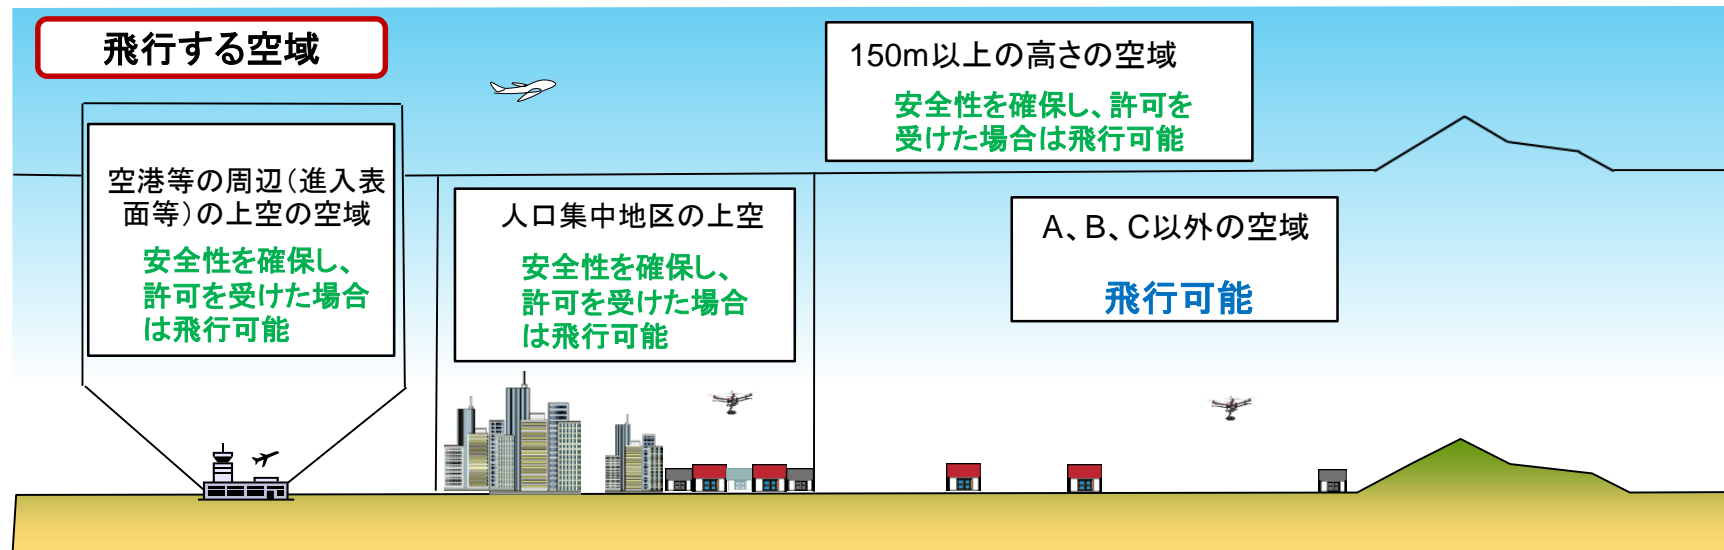 飛行する空域
150m以上の高さの空域
安全性を確保し、許可を
受けた場合は飛行可能
空港等の周辺（進入表
面等）の上空の空域
安全性を確保し、
許可を受けた場合
は飛行可能
人口集中地区の上空
安全性を確保し、
許可を受けた場合
は飛行可能
A、B、C以外の空域
飛行可能